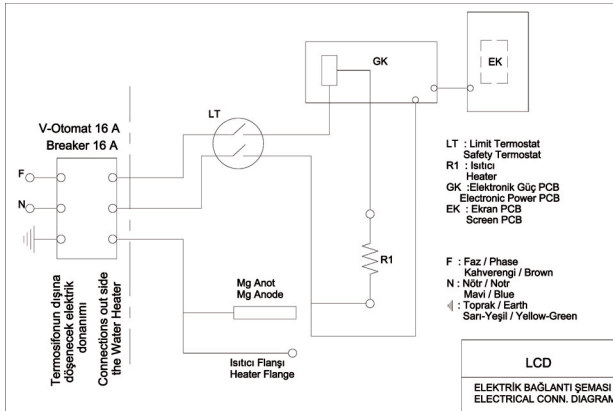 GK
EK
LT
V-Otomat 16 A
Breaker 16 A
F
N
LT : Limit Termostat
Safety Termostat
R1 : Isıtıcı
Heater
GK :Elektronik Güç PCB
Electronic Power PCB
EK : Ekran PCB
Screen PCB
R1
F : Faz / Phase
Kahverengi / Brown
N : Nötr / Notr
Mavi / Blue
: Toprak / Earth
Sarı-Yeşil / Yellow-Green
Mg Anot
Mg Anode
Isıtıcı Flanşı
Heater Flange
Termosifonun dışına
döşenecek elektrik
donanımı
Connections out side
the Water Heater
LCD
ELEKTRİK BAĞLANTI ŞEMASI
ELECTRICAL CONN. DIAGRAM